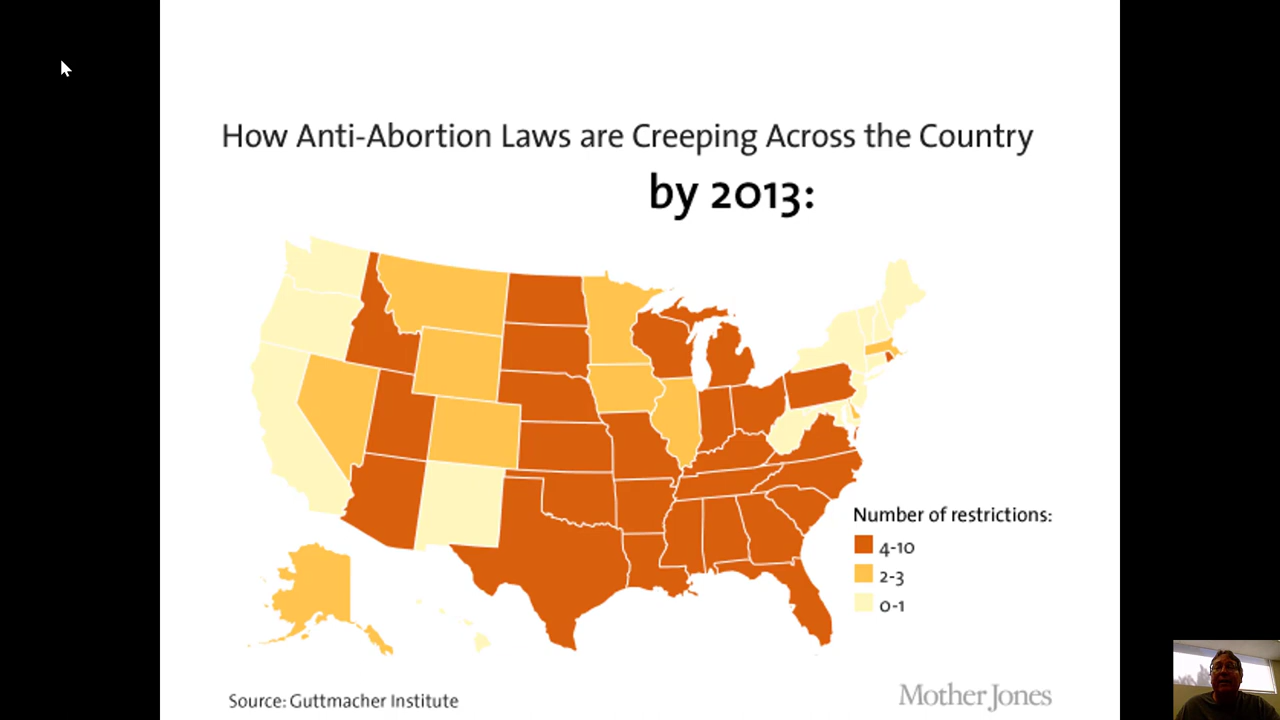 How Anti-Abortion Laws are Creeping Across the Country
by 2013:
Number of restrictions:
4-10
2-3
0-1
Source: Guttmacher Institute
Mother Jones